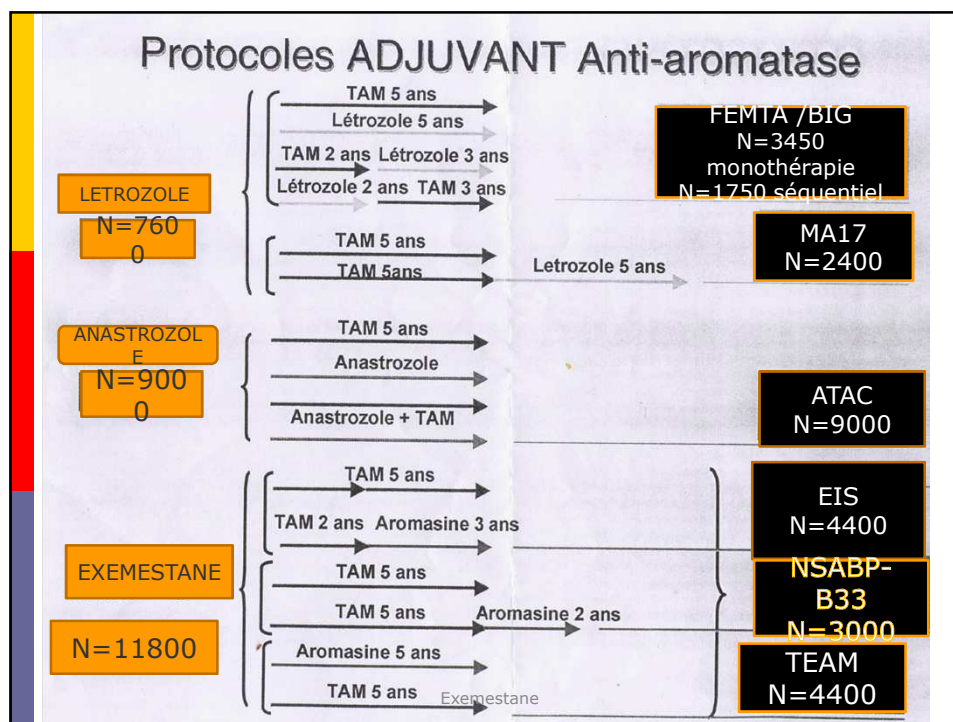 Protocoles ADJUVANT Anti-aromatase
TAM 5 ans
Létrozole 5 ans
TAM 2 ans Létrozole 3 ans
Létrozole 2 ans TAM 3 ans
LETROZOLE
N=760
0
FEMTA /BIG
N=3450
monothérapie
N=1750 séquentiel
TAM 5 ans
TAM 5ans
Letrozole 5 ans
MA17
N=2400
ANASTROZOL
E
N=900
0
TAM 5 ans
Anastrozole
Anastrozole + TAM
ATAC
N=9000
EXEMESTANE
N=11800
TAM 5 ans
TAM 2 ans Aromasine 3 ans
EIS
N=4400
TAM 5 ans
TAM 5 ans
Aromasine 2 ans
NSABP-
B33
N=3000
Aromasine 5 ans
TAM 5 ans
TEAM
N=4400
Exemestane